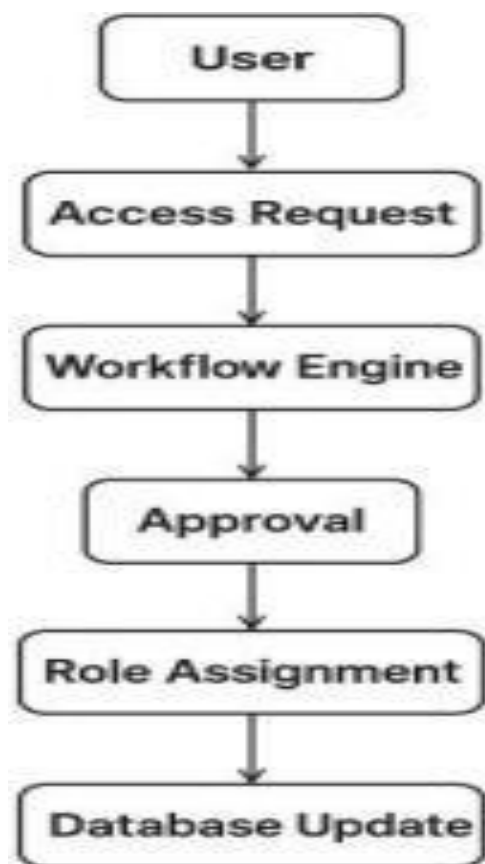 User
Access Request
Workflow Engine
Approval
Role Assignment
Database Update